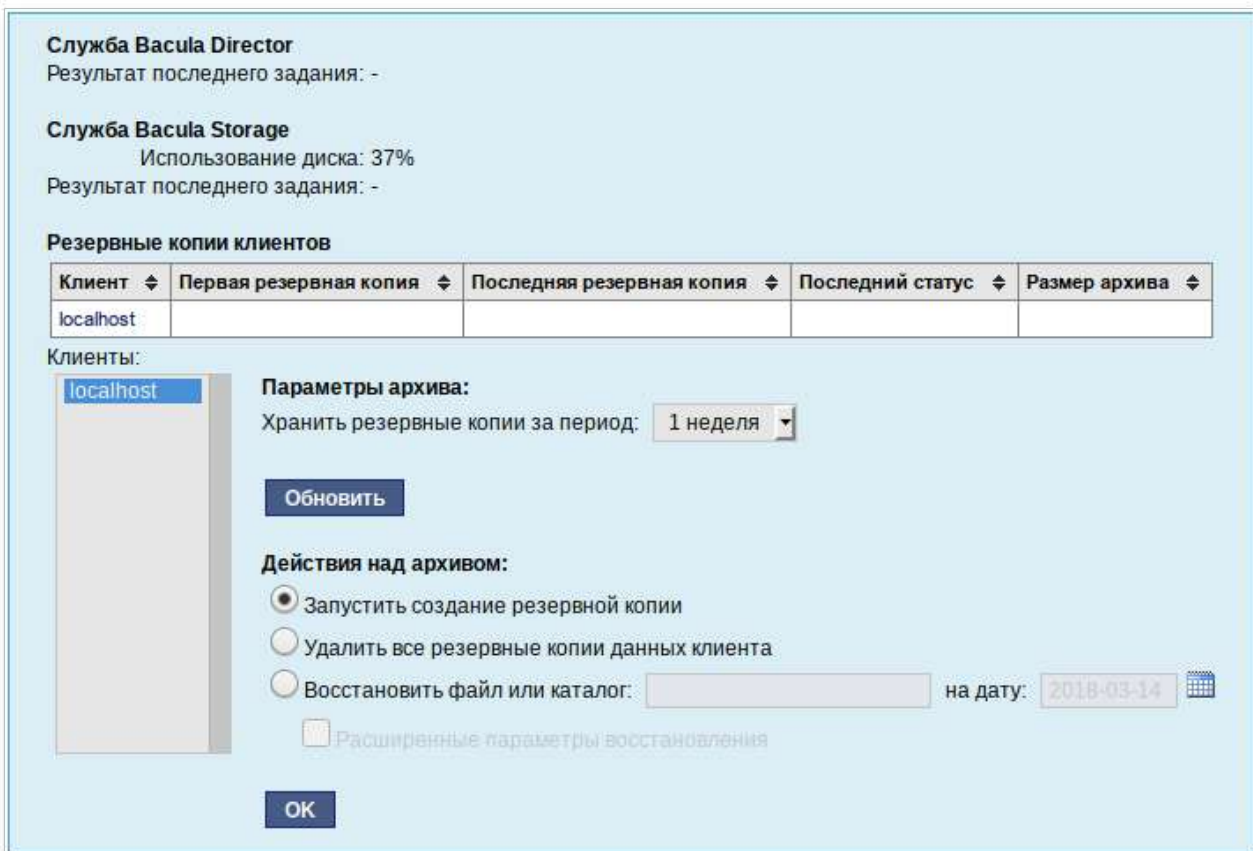 Служба Bacula Director
Результат последнего задания: -
Служба Bacula Storage
Использование диска: 37%
Результат последнего задания: -
Резервные копии клиентов
Клиент Первая резервная копия Последняя резервная копия Последний статус Размер архива
localhost
Клиенты:
localhost
Параметры архива:
Хранить резервные копии за период: 1 неделя
Обновить
Действия над архивом:
Запустить создание резервной копии
Удалить все резервные копии данных клиента
Восстановить файл или каталог: на дату: 2018-03-14
Расширенные параметры восстановления
OK